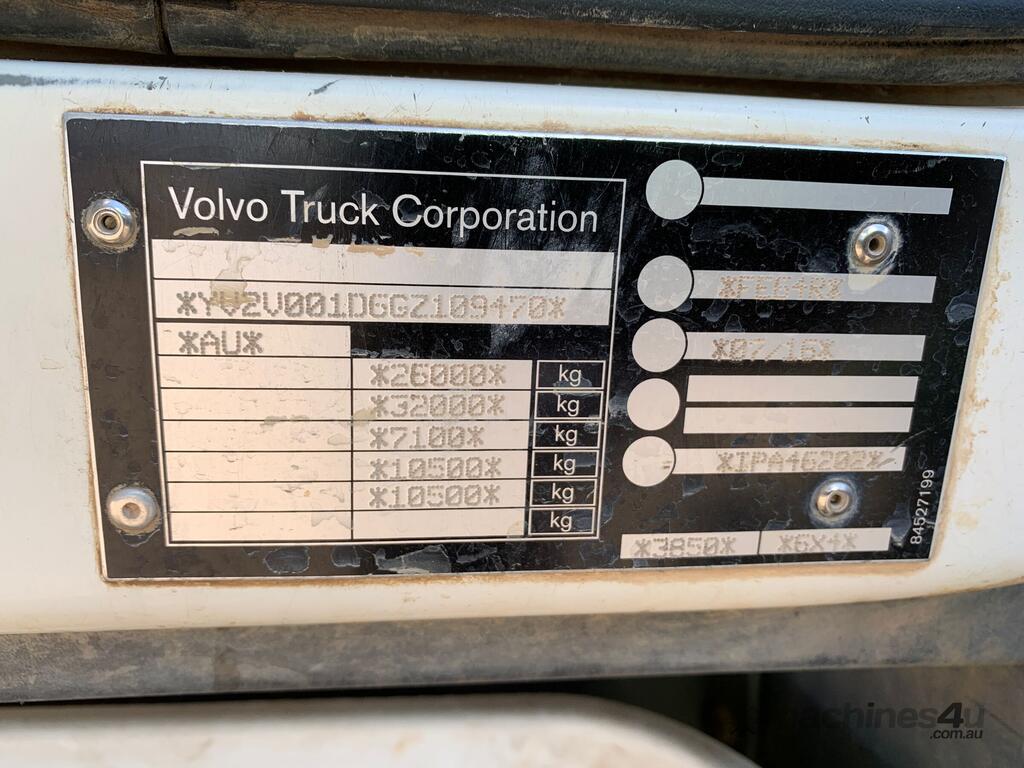 Volvo Truck Corporation
*YV2V001DGGZ109470*
*AU*
*26000* kg
*32000* kg
*7100* kg
*10500* kg
*10500* kg
kg
*FE64R*
*07/16*
*IPA46202*
*3850* *6X4*
84527199
machines4u
.com.au